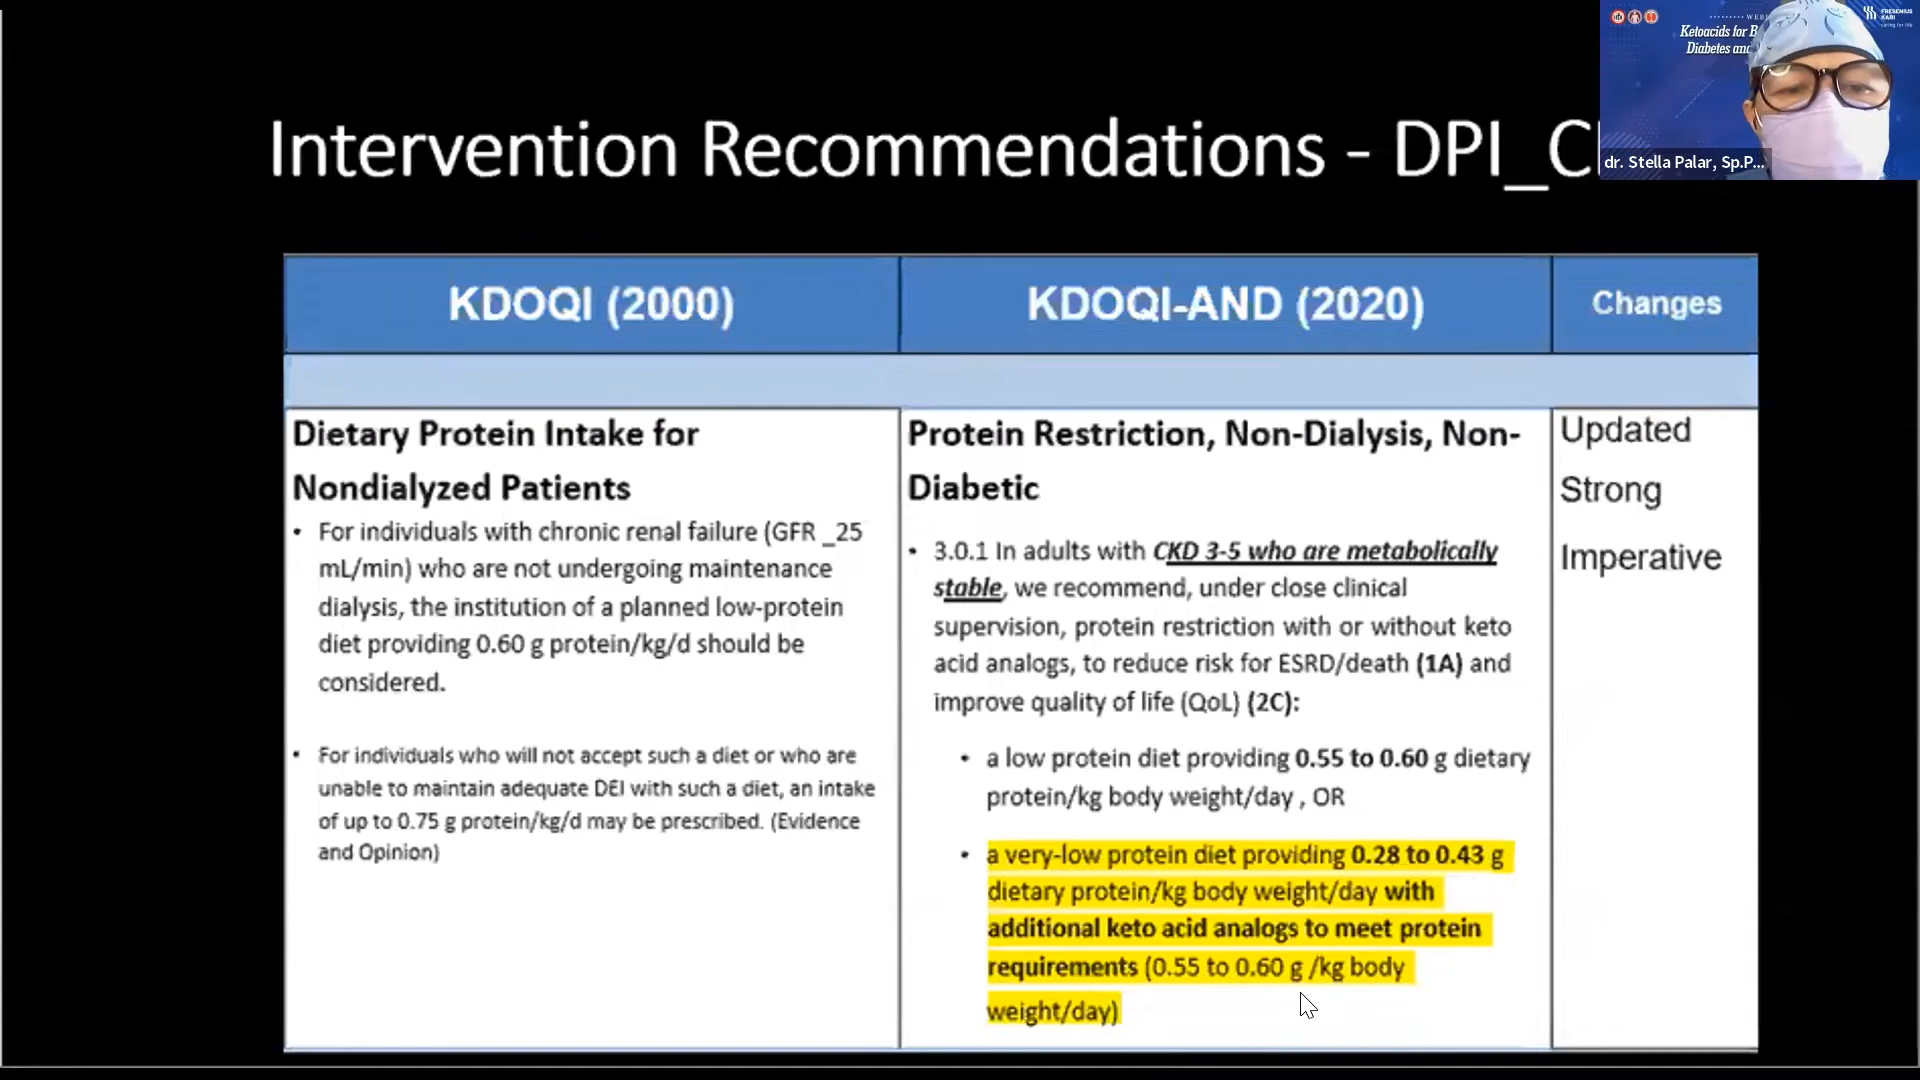 WEBI
FRESENIUS
KABI
caring for life
Ketoacids for B
Diabetes and
dr. Stella Palar, Sp.P...
Intervention Recommendations - DPI_C
KDOQI (2000)
KDOQI-AND (2020)
Changes
Dietary Protein Intake for
Nondialyzed Patients
• For individuals with chronic renal failure (GFR _25
mL/min) who are not undergoing maintenance
dialysis, the institution of a planned low-protein
diet providing 0.60 g protein/kg/d should be
considered.
• For individuals who will not accept such a diet or who are
unable to maintain adequate DEI with such a diet, an intake
of up to 0.75 g protein/kg/d may be prescribed. (Evidence
and Opinion)
Protein Restriction, Non-Dialysis, Non-
Diabetic
• 3.0.1 In adults with CKD 3-5 who are metabolically
stable, we recommend, under close clinical
supervision, protein restriction with or without keto
acid analogs, to reduce risk for ESRD/death (1A) and
improve quality of life (QoL) (2C):
• a low protein diet providing 0.55 to 0.60 g dietary
protein/kg body weight/day , OR
• a very-low protein diet providing 0.28 to 0.43 g
dietary protein/kg body weight/day with
additional keto acid analogs to meet protein
requirements (0.55 to 0.60 g /kg body
weight/day)
Updated
Strong
Imperative